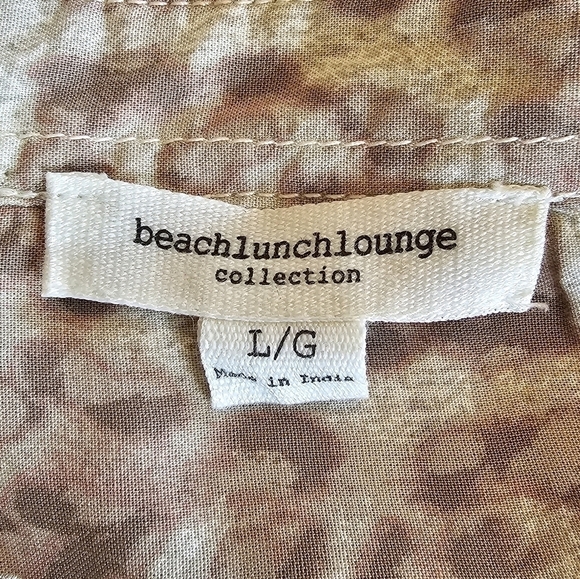 beachlunchlounge
collection
L/G
Made in India